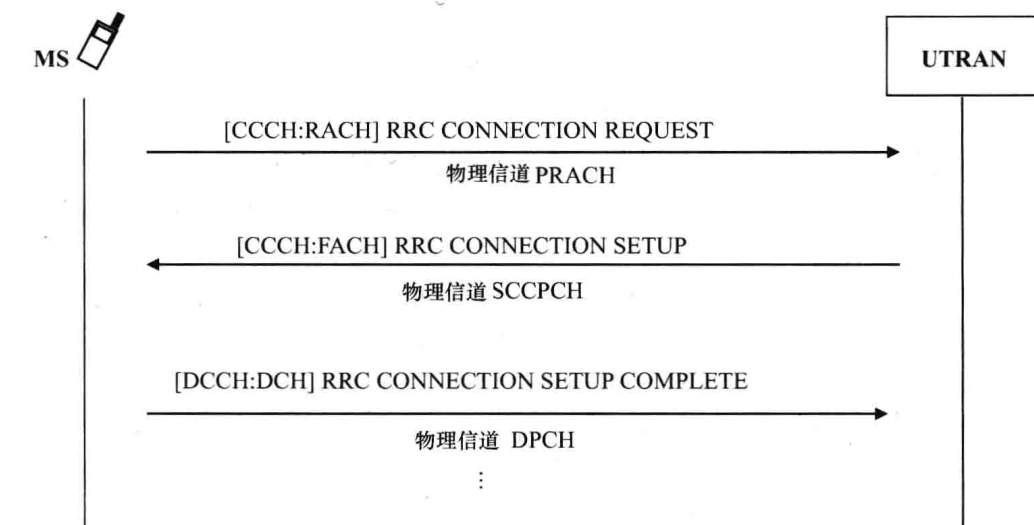 MS
UTRAN
[CCCH:RACH] RRC CONNECTION REQUEST
物理信道 PRACH
[CCCH:FACH] RRC CONNECTION SETUP
物理信道 SCCPCH
[DCCH:DCH] RRC CONNECTION SETUP COMPLETE
物理信道 DPCH
⋮